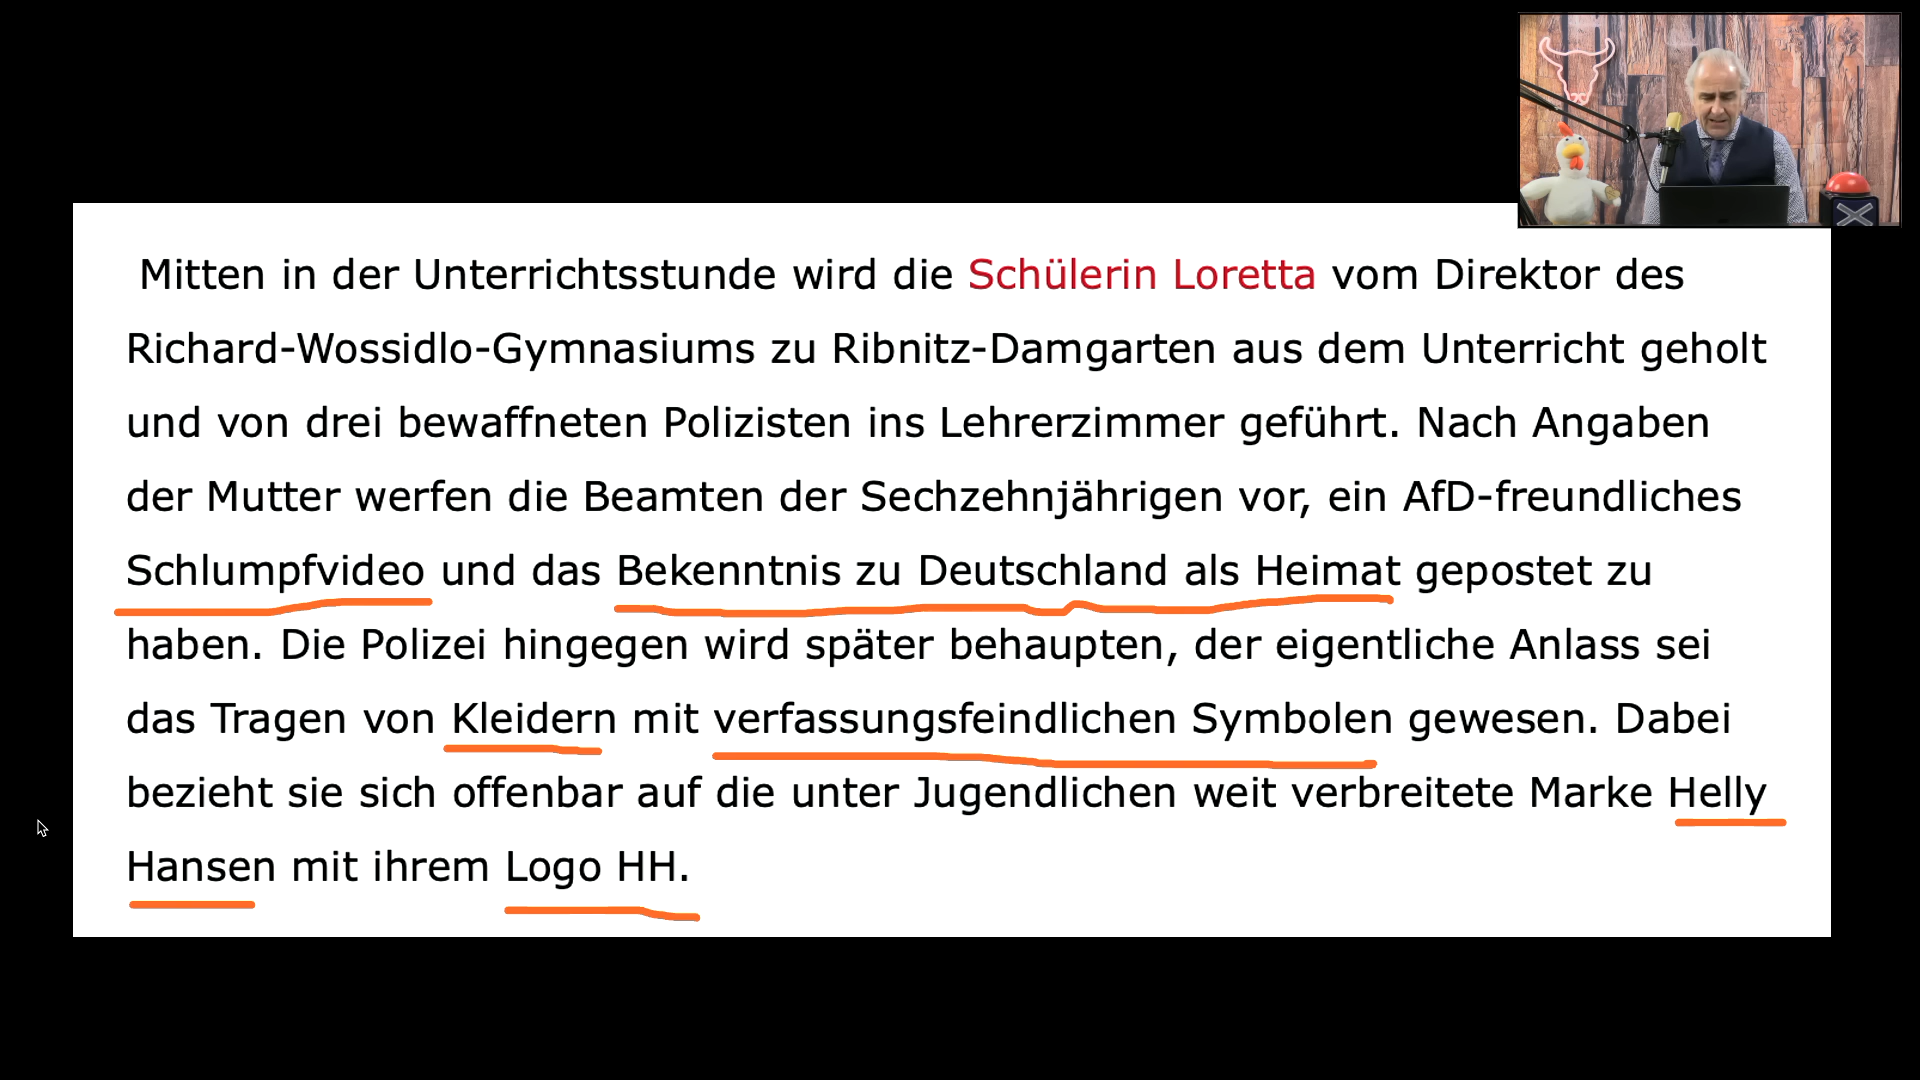 Mitten in der Unterrichtsstunde wird die Schülerin Loretta vom Direktor des
Richard-Wossidlo-Gymnasiums zu Ribnitz-Damgarten aus dem Unterricht geholt
und von drei bewaffneten Polizisten ins Lehrerzimmer geführt. Nach Angaben
der Mutter werfen die Beamten der Sechzehnjährigen vor, ein AfD-freundliches
Schlumpfvideo und das Bekenntnis zu Deutschland als Heimat gepostet zu
haben. Die Polizei hingegen wird später behaupten, der eigentliche Anlass sei
das Tragen von Kleidern mit verfassungsfeindlichen Symbolen gewesen. Dabei
bezieht sie sich offenbar auf die unter Jugendlichen weit verbreitete Marke Helly
Hansen mit ihrem Logo HH.